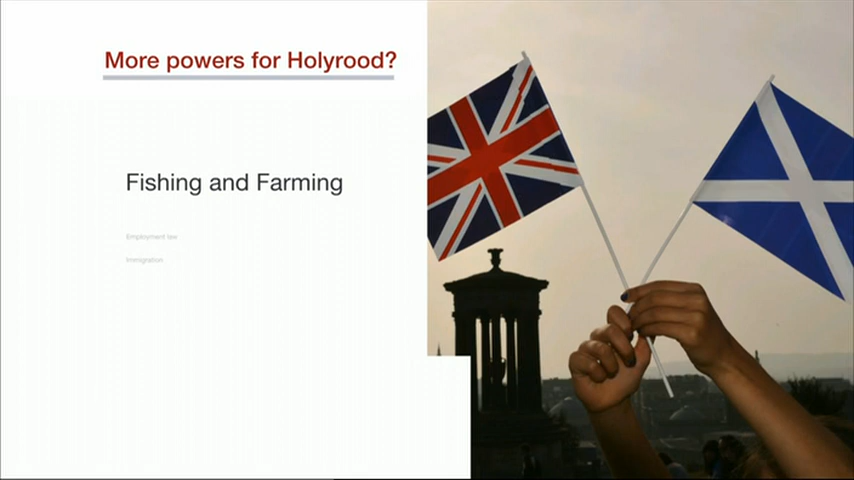 More powers for Holyrood?
Fishing and Farming
Employment law
Immigration